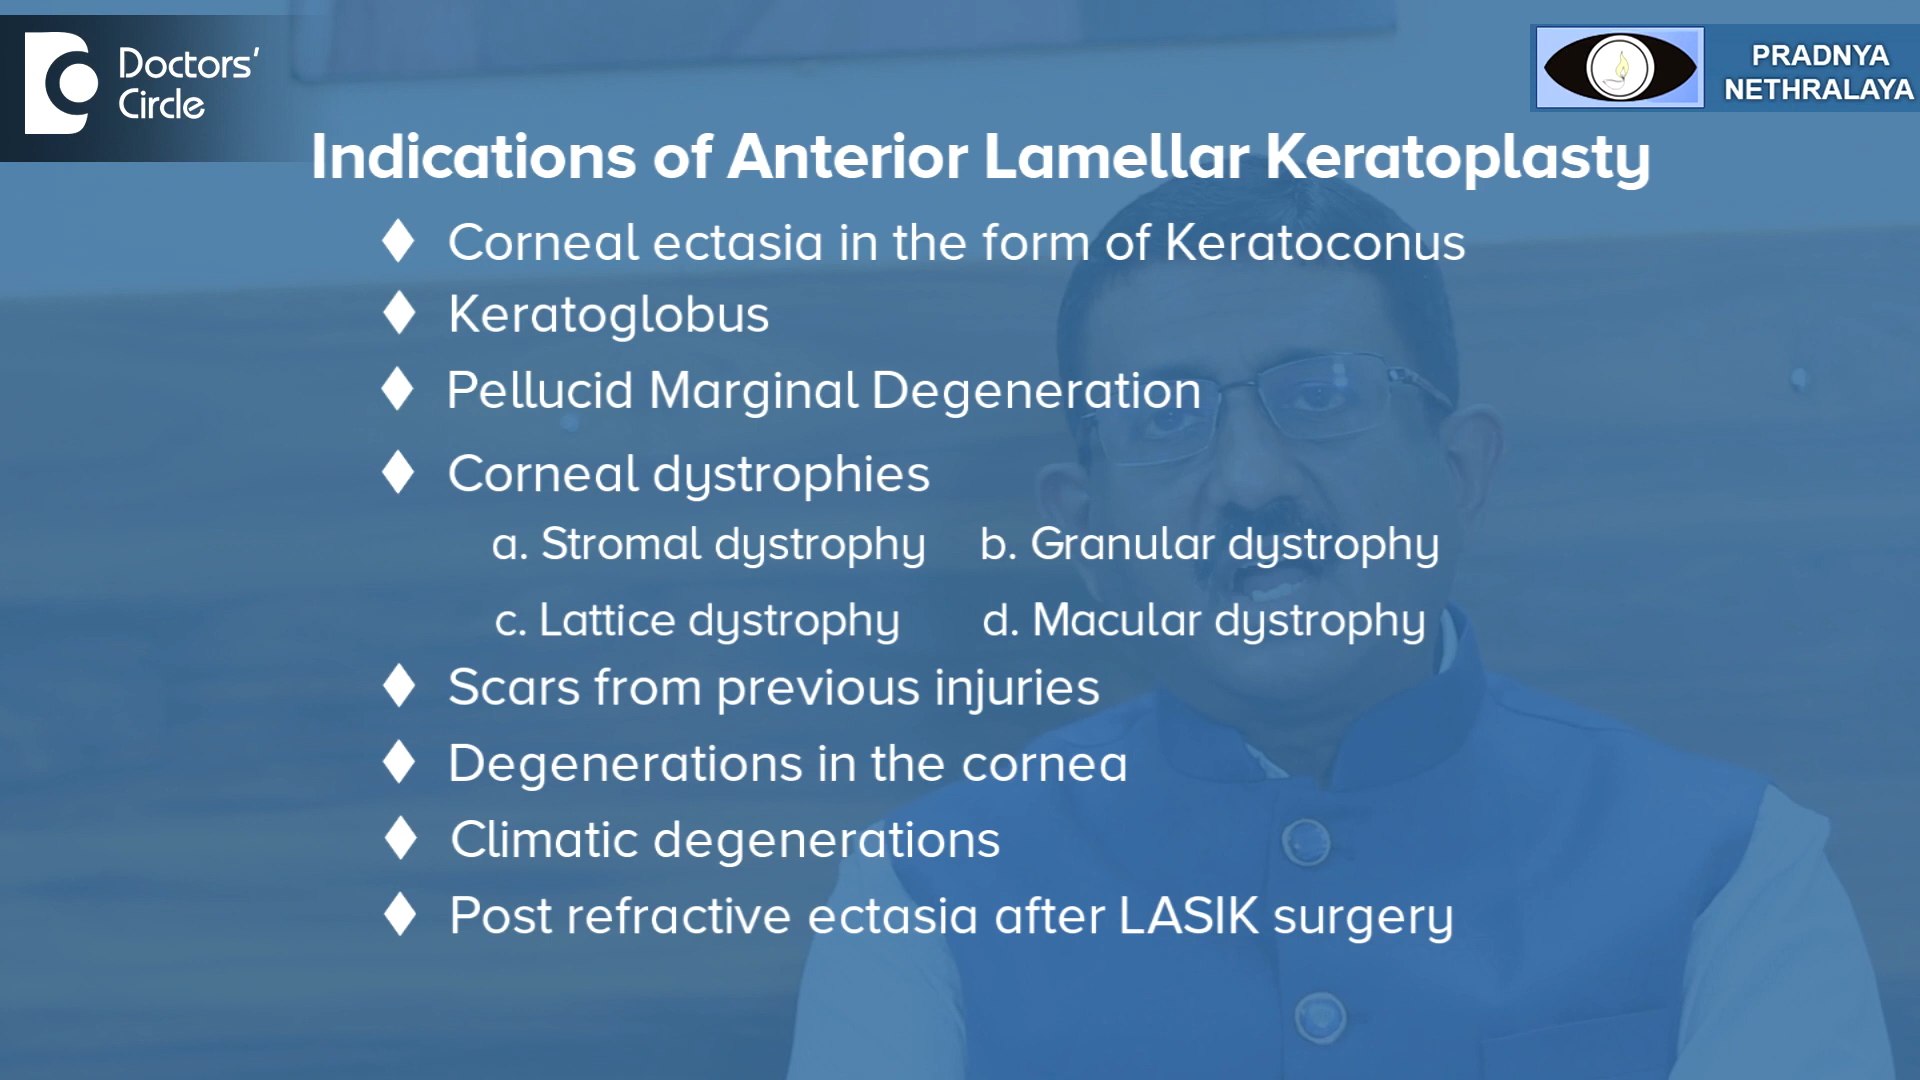 Doctors'
Circle
PRADNYA
NETHRALAYA
Indications of Anterior Lamellar Keratoplasty
♦ Corneal ectasia in the form of Keratoconus
♦ Keratoglobus
♦ Pellucid Marginal Degeneration
♦ Corneal dystrophies
a. Stromal dystrophy b. Granular dystrophy
c. Lattice dystrophy d. Macular dystrophy
♦ Scars from previous injuries
♦ Degenerations in the cornea
♦ Climatic degenerations
♦ Post refractive ectasia after LASIK surgery